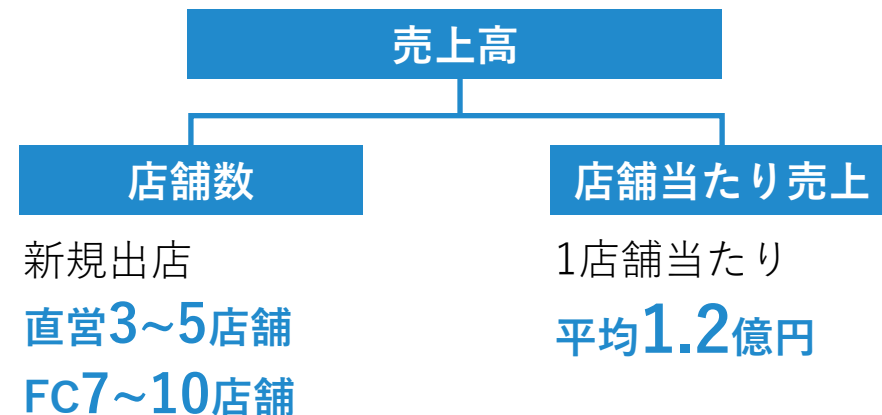 売上高
店舗数
新規出店
直営3~5店舗
FC7~10店舗
店舗当たり売上
1店舗当たり
平均1.2億円